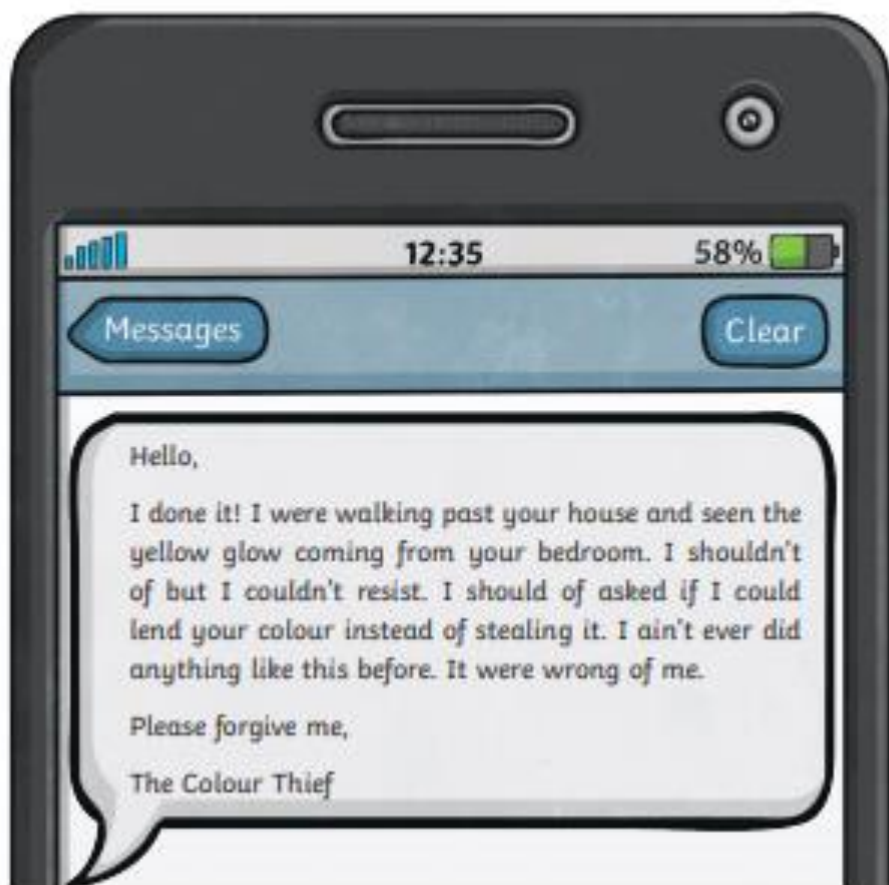 12:35
58%
Messages
Clear
Hello,
I done it! I were walking past your house and seen the
yellow glow coming from your bedroom. I shouldn't
of but I couldn't resist. I should of asked if I could
lend your colour instead of stealing it. I ain't ever did
anything like this before. It were wrong of me.
Please forgive me,
The Colour Thief